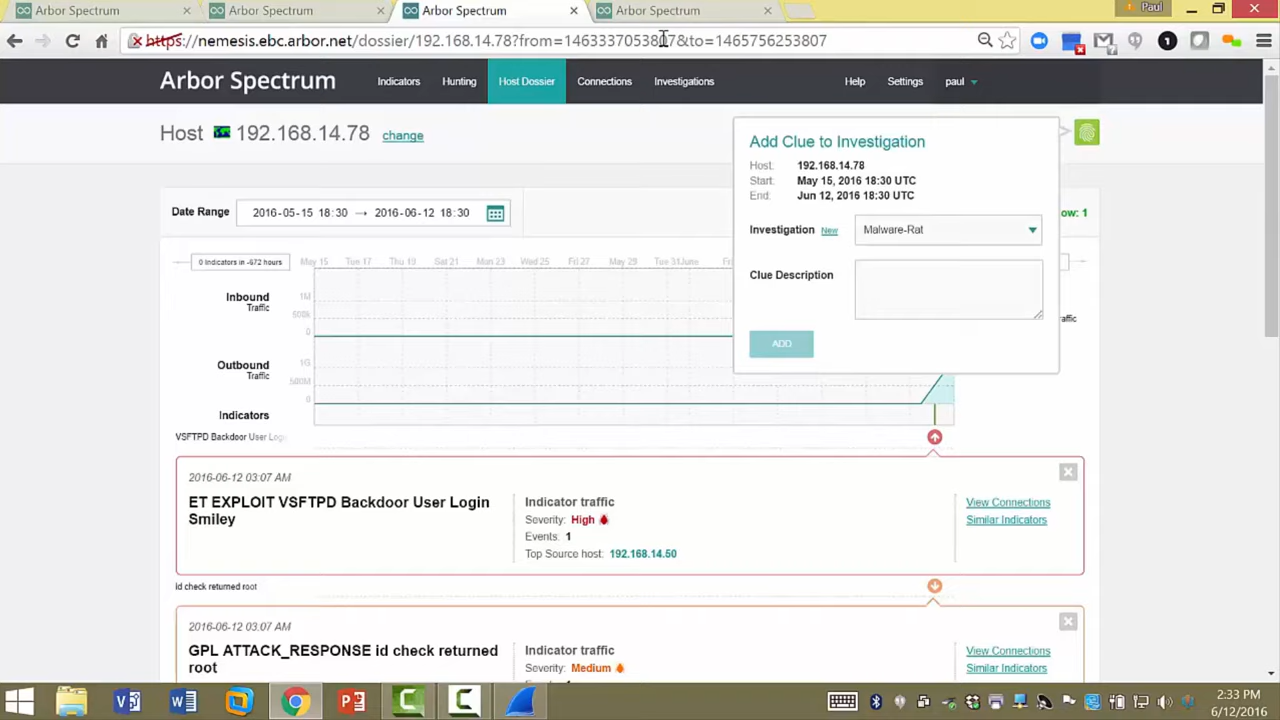 Arbor Spectrum
Arbor Spectrum
Arbor Spectrum
Arbor Spectrum
Paul
https://nemesis.ebc.arbor.net/dossier/192.168.14.78?from=1463337053807&to=1465756253807
Arbor Spectrum
Indicators
Hunting
Host Dossier
Connections
Investigations
Help
Settings
paul
Host 192.168.14.78 change
Add Clue to Investigation
Host: 192.168.14.78
Start: May 15, 2016 18:30 UTC
End: Jun 12, 2016 18:30 UTC
Investigation New Malware-Rat
Clue Description
ADD
Date Range 2016-05-15 18:30 → 2016-06-12 18:30
ow: 1
0 Indicators in -672 hours
May 15 Tue 17 Thu 19 Sat 21 Mon 23 Wed 25 Fri 27 May 29 Tue 31June
Inbound
Traffic
1M
500k
0
affic
Outbound
Traffic
1G
500M
0
Indicators
VSFTPD Backdoor User Logi
2016-06-12 03:07 AM
ET EXPLOIT VSFTPD Backdoor User Login
Smiley
Indicator traffic
Severity: High
Events: 1
Top Source host: 192.168.14.50
View Connections
Similar Indicators
id check returned root
2016-06-12 03:07 AM
GPL ATTACK_RESPONSE id check returned
root
Indicator traffic
Severity: Medium
View Connections
Similar Indicators
2:33 PM
6/12/2016